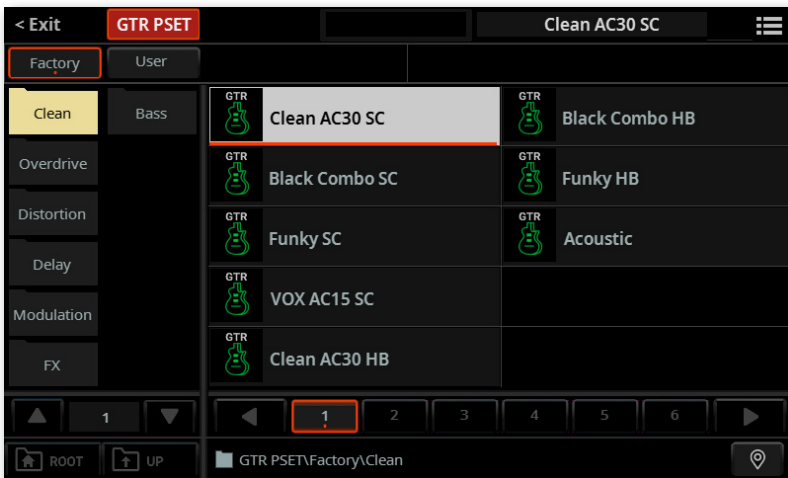 < Exit GTR PSET Clean AC30 SC
Factory User
Clean Bass
Overdrive
Distortion
Delay
Modulation
FX
GTR Clean AC30 SC
GTR Black Combo HB
GTR Black Combo SC
GTR Funky HB
GTR Funky SC
GTR Acoustic
GTR VOX AC15 SC
GTR Clean AC30 HB
1 1 2 3 4 5 6
ROOT UP GTR PSET\Factory\Clean